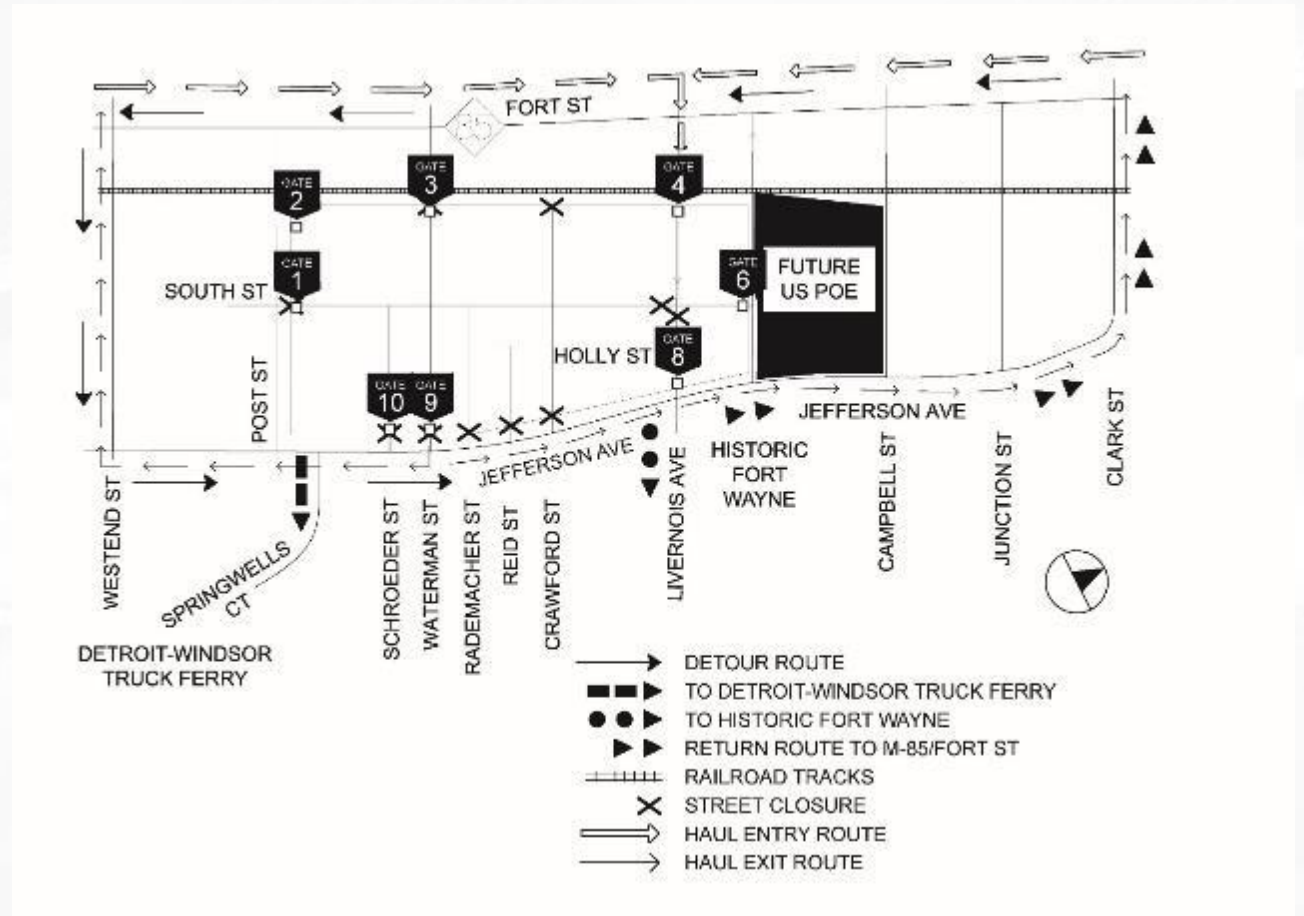 FORT ST
GATE
2
GATE
3
GATE
4
GATE
1
GATE
6
FUTURE
US POE
SOUTH ST
HOLLY ST
GATE
8
GATE
10
GATE
9
POST ST
JEFFERSON AVE
JEFFERSON AVE
HISTORIC
FORT
WAYNE
WESTEND ST
SPRINGWELLS
CT
SCHROEDER ST
WATERMAN ST
RADEMACHER ST
REID ST
CRAWFORD ST
LIVERNOIS AVE
CAMPBELL ST
JUNCTION ST
CLARK ST
DETROIT-WINDSOR
TRUCK FERRY
DETOUR ROUTE
TO DETROIT-WINDSOR TRUCK FERRY
TO HISTORIC FORT WAYNE
RETURN ROUTE TO M-85/FORT ST
RAILROAD TRACKS
STREET CLOSURE
HAUL ENTRY ROUTE
HAUL EXIT ROUTE